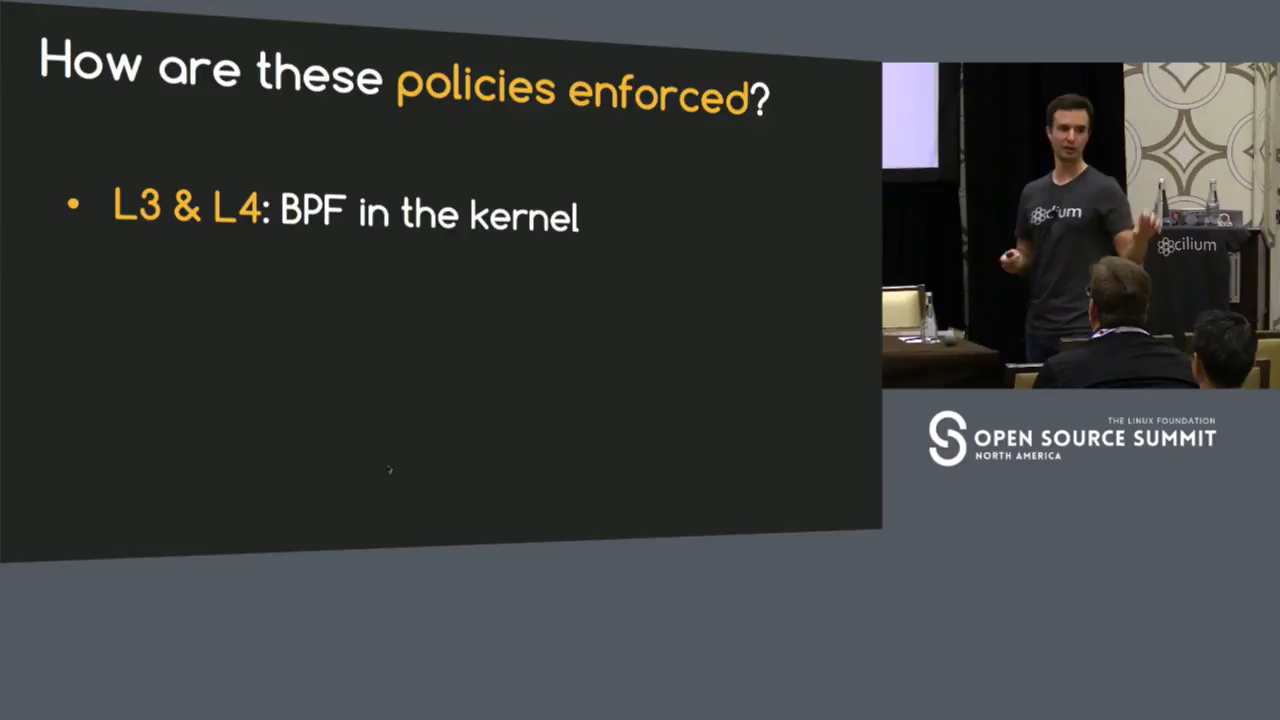 How are these policies enforced?
• L3 & L4: BPF in the kernel
cilium
cilium
THE LINUX FOUNDATION
OPEN SOURCE SUMMIT
NORTH AMERICA